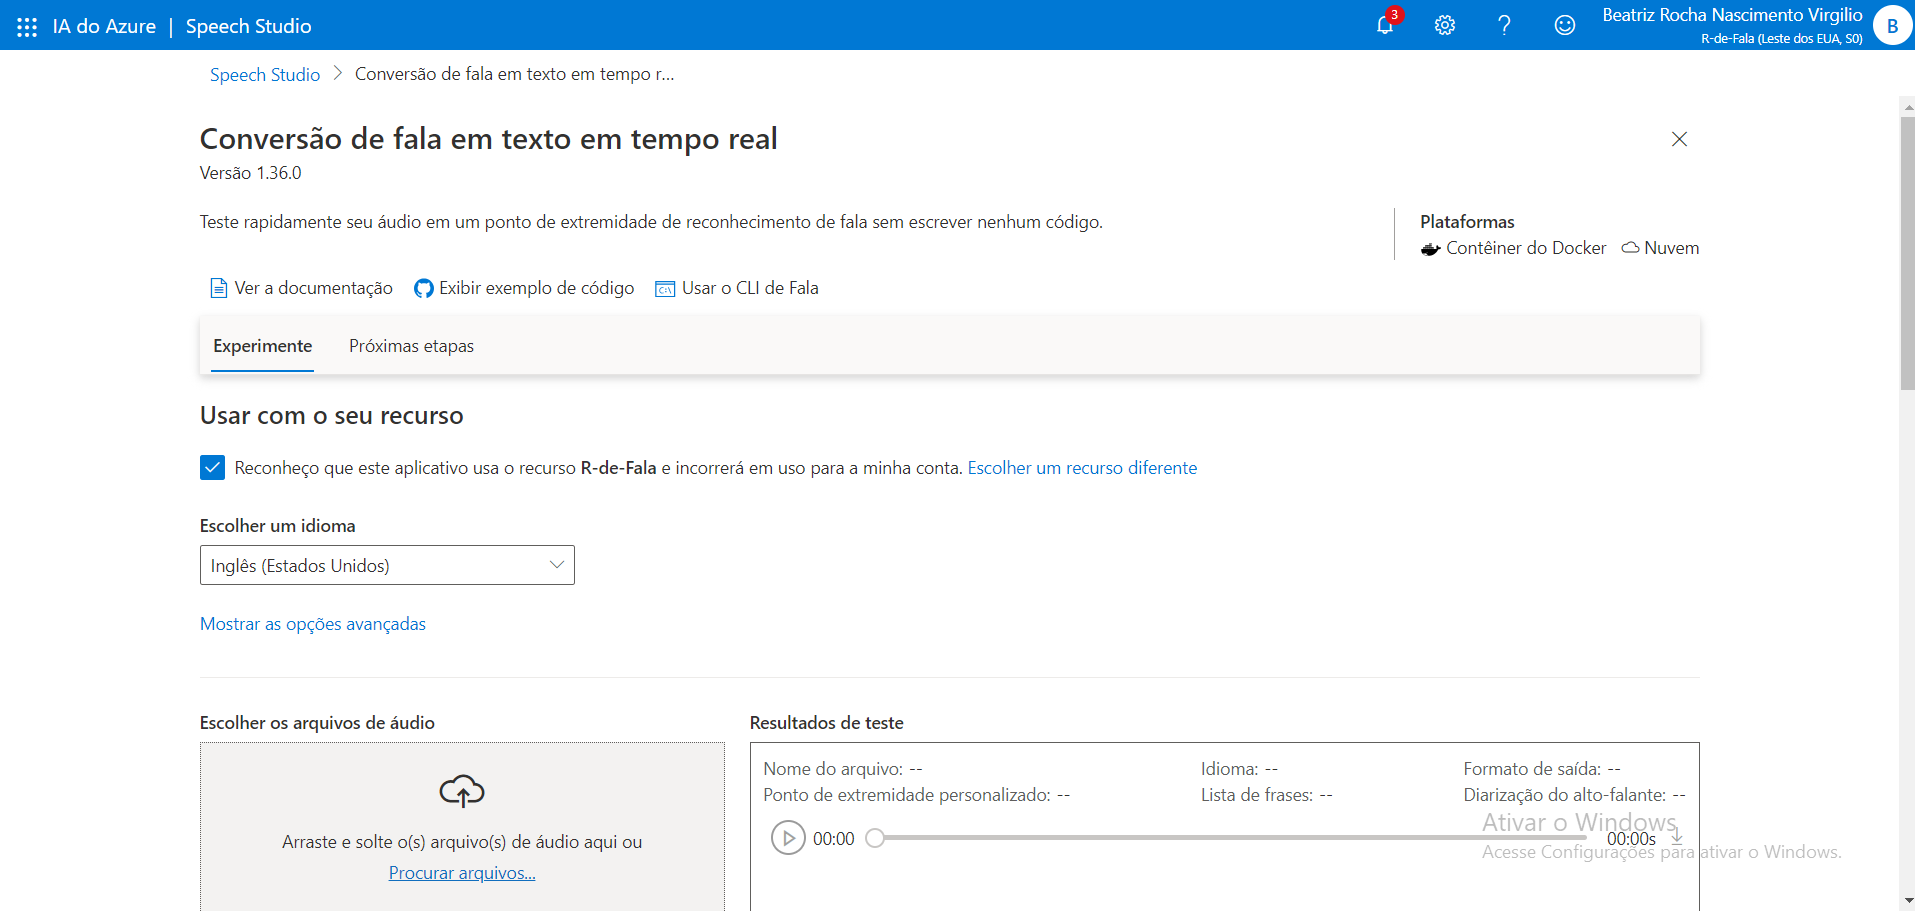 IA do Azure | Speech Studio
3
Beatriz Rocha Nascimento Virgilio
R-de-Fala (Leste dos EUA, S0)
B
Speech Studio > Conversão de fala em texto em tempo r...
Conversão de fala em texto em tempo real
Versão 1.36.0
Teste rapidamente seu áudio em um ponto de extremidade de reconhecimento de fala sem escrever nenhum código.
Plataformas
Contêiner do Docker Nuvem
Ver a documentação Exibir exemplo de código Usar o CLI de Fala
Experimente Próximas etapas
Usar com o seu recurso
Reconheço que este aplicativo usa o recurso R-de-Fala e incorrerá em uso para a minha conta. Escolher um recurso diferente
Escolher um idioma
Inglês (Estados Unidos)
Mostrar as opções avançadas
Escolher os arquivos de áudio
Arraste e solte o(s) arquivo(s) de áudio aqui ou
Procurar arquivos...
Resultados de teste
Nome do arquivo: -- Idioma: -- Formato de saída: --
Ponto de extremidade personalizado: -- Lista de frases: -- Diarização do alto-falante: --
00:00 00:00s
Ativar o Windows
Acesse Configurações para ativar o Windows.